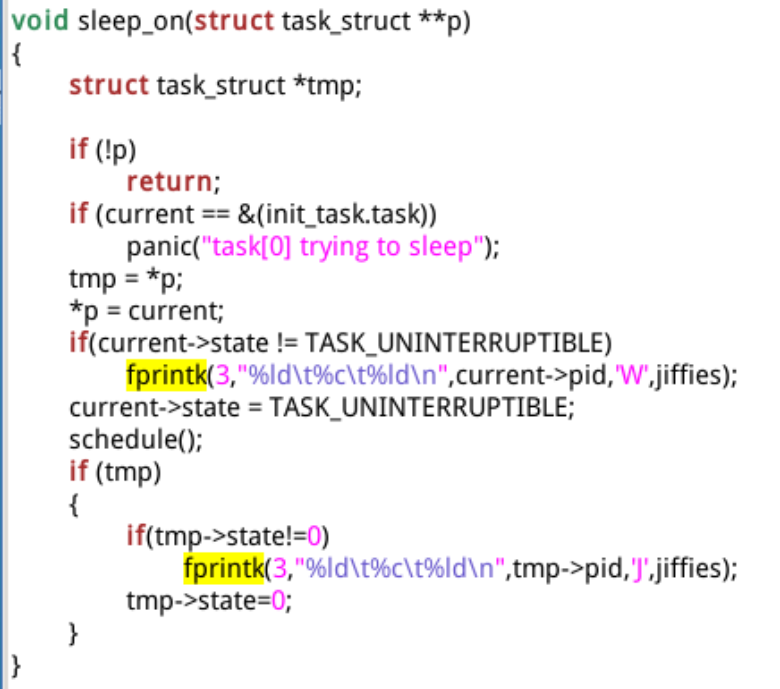 void sleep_on(struct task_struct **p)
{
struct task_struct *tmp;
if (!p)
return;
if (current == &(init_task.task))
panic("task[0] trying to sleep");
tmp = *p;
*p = current;
if(current->state != TASK_UNINTERRUPTIBLE)
fprintk(3,"%ld\t%c\t%ld\n",current->pid,'W',jiffies);
current->state = TASK_UNINTERRUPTIBLE;
schedule();
if (tmp)
{
if(tmp->state!=0)
fprintk(3,"%ld\t%c\t%ld\n",tmp->pid,'J',jiffies);
tmp->state=0;
}
}